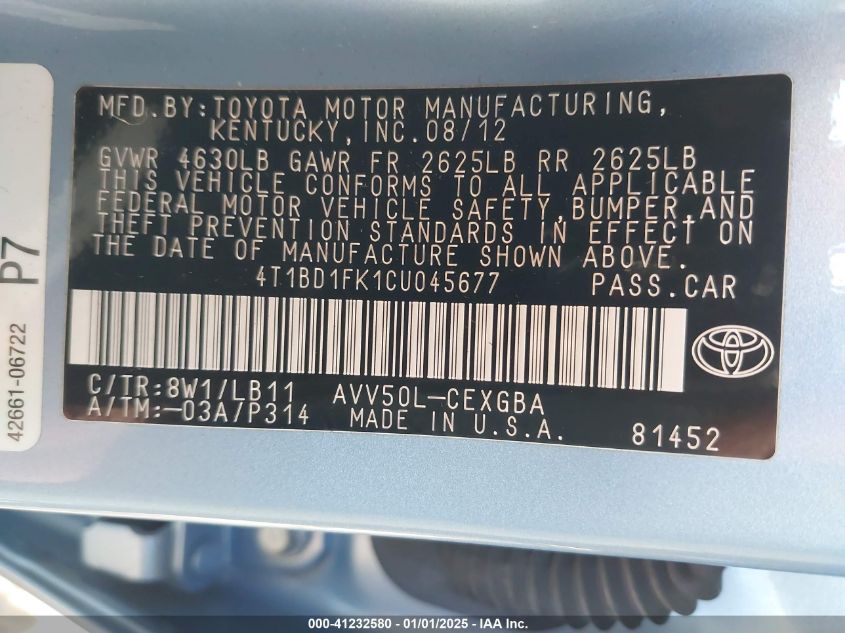 MFD.BY:TOYOTA MOTOR MANUFACTURING,
KENTUCKY,INC.08/12
GVWR 4630LB GAWR FR 2625LB RR 2625LB
THIS VEHICLE CONFORMS TO ALL APPLICABLE
FEDERAL MOTOR VEHICLE SAFETY,BUMPER,AND
THEFT PREVENTION STANDARDS IN EFFECT ON
THE DATE OF MANUFACTURE SHOWN ABOVE.
4T1BD1FK1CU045677 PASS.CAR
C/TR:8W1/LB11 AVV50L-CEXGBA
A/TM:-03A/P314 MADE IN U.S.A. 81452
42661-06722 P7
000-41232580 / 01/01/2025 - IAA Inc.